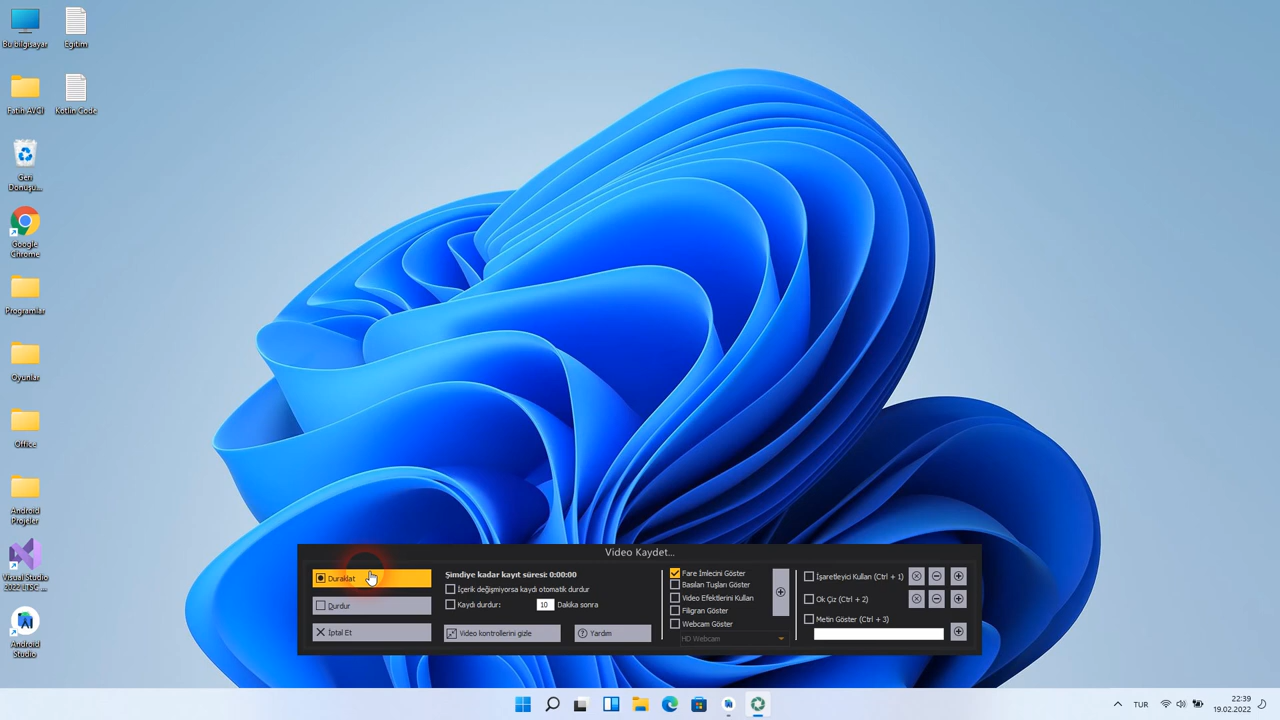 Bu bilgisayar
Eğitim
Fatih AVCI
Kotlin Code
Geri
Dönüşü...
Google
Chrome
Programlar
Oyunlar
Office
Android
Projeler
Visual Studio
Android
Studio
Video Kaydet...
Duraklat
Durdur
İptal Et
Şimdiye kadar kayıt süresi: 0:00:00
İçerik değişmiyorsa kaydı otomatik durdur
Kaydı durdur: 10 Dakika sonra
Video kontrollerini gizle
? Yardım
Fare İmlecini Göster
Basılan Tuşları Göster
Video Efektlerini Kullan
Filigran Göster
Webcam Göster
HD Webcam
İşaretleyici Kullan (Ctrl + 1)
Ok Çiz (Ctrl + 2)
Metin Göster (Ctrl + 3)
TUR
22:39
19.02.2022